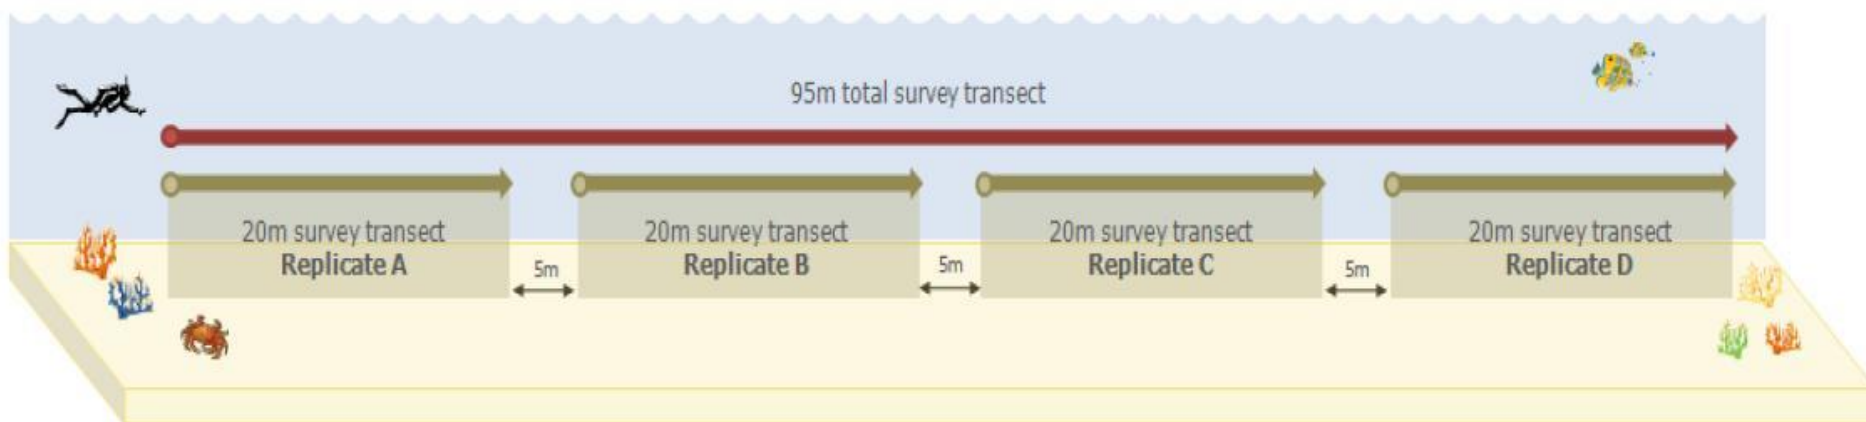 95m total survey transect
20m survey transect
Replicate A
5m
20m survey transect
Replicate B
5m
20m survey transect
Replicate C
5m
20m survey transect
Replicate D